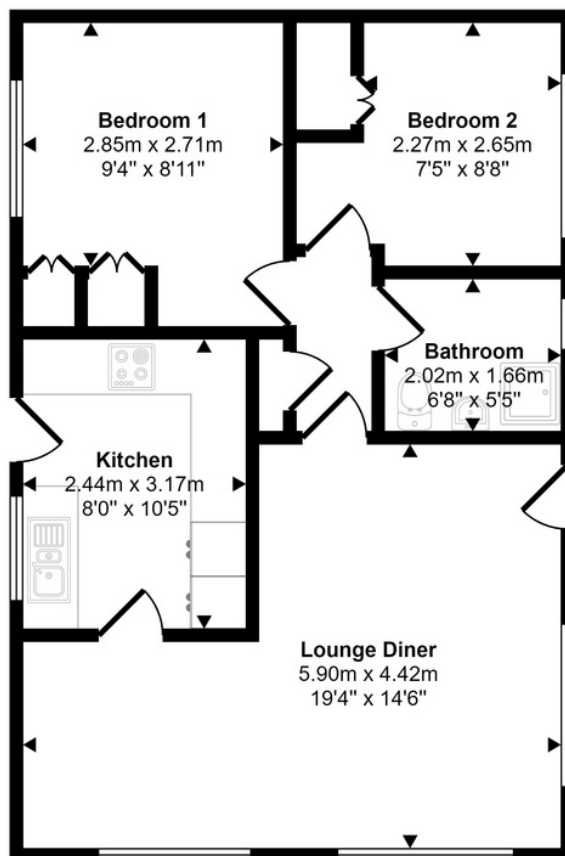 Bedroom 1
2.85m x 2.71m
9'4" x 8'11"
Bedroom 2
2.27m x 2.65m
7'5" x 8'8"
Bathroom
2.02m x 1.66m
6'8" x 5'5"
Kitchen
2.44m x 3.17m
8'0" x 10'5"
Lounge Diner
5.90m x 4.42m
19'4" x 14'6"